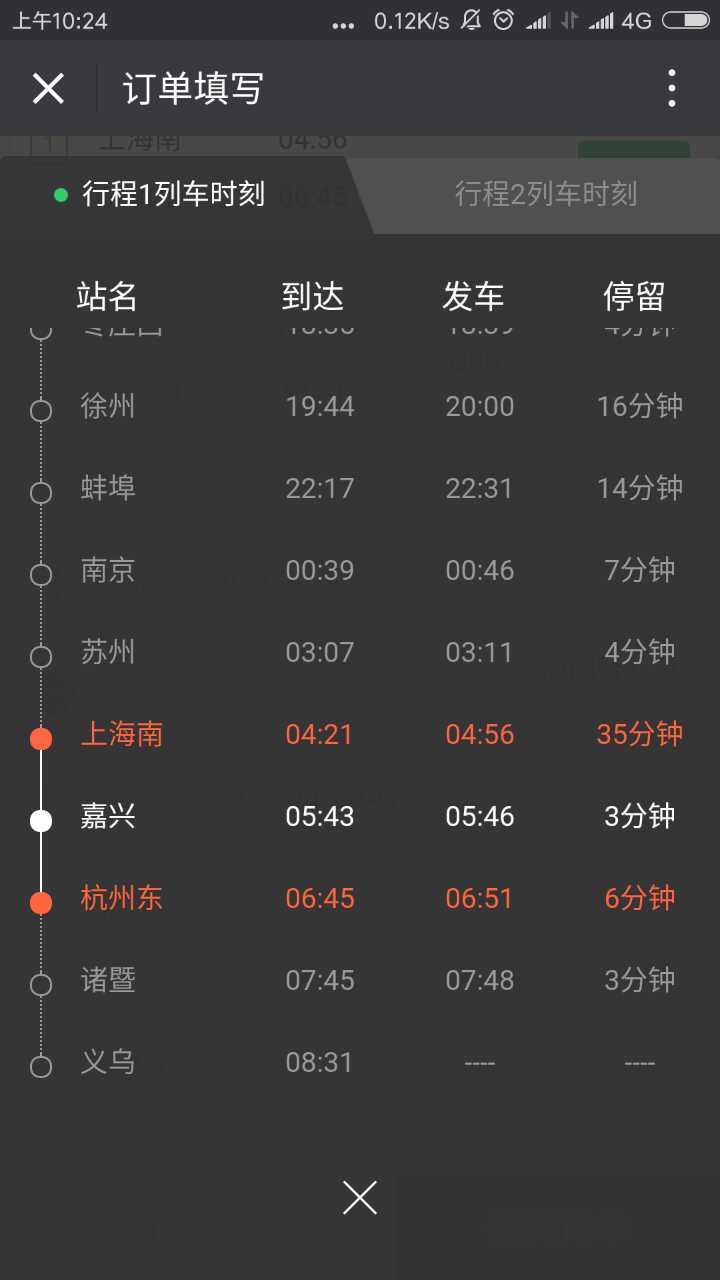 上午10:24 ... 0.12K/s 4G
订单填写
上海南 04:56
行程1列车时刻 行程2列车时刻
站名 到达 发车 停留
徐州 19:44 20:00 16分钟
蚌埠 22:17 22:31 14分钟
南京 00:39 00:46 7分钟
苏州 03:07 03:11 4分钟
上海南 04:21 04:56 35分钟
嘉兴 05:43 05:46 3分钟
杭州东 06:45 06:51 6分钟
诸暨 07:45 07:48 3分钟
义乌 08:31 ---- ----